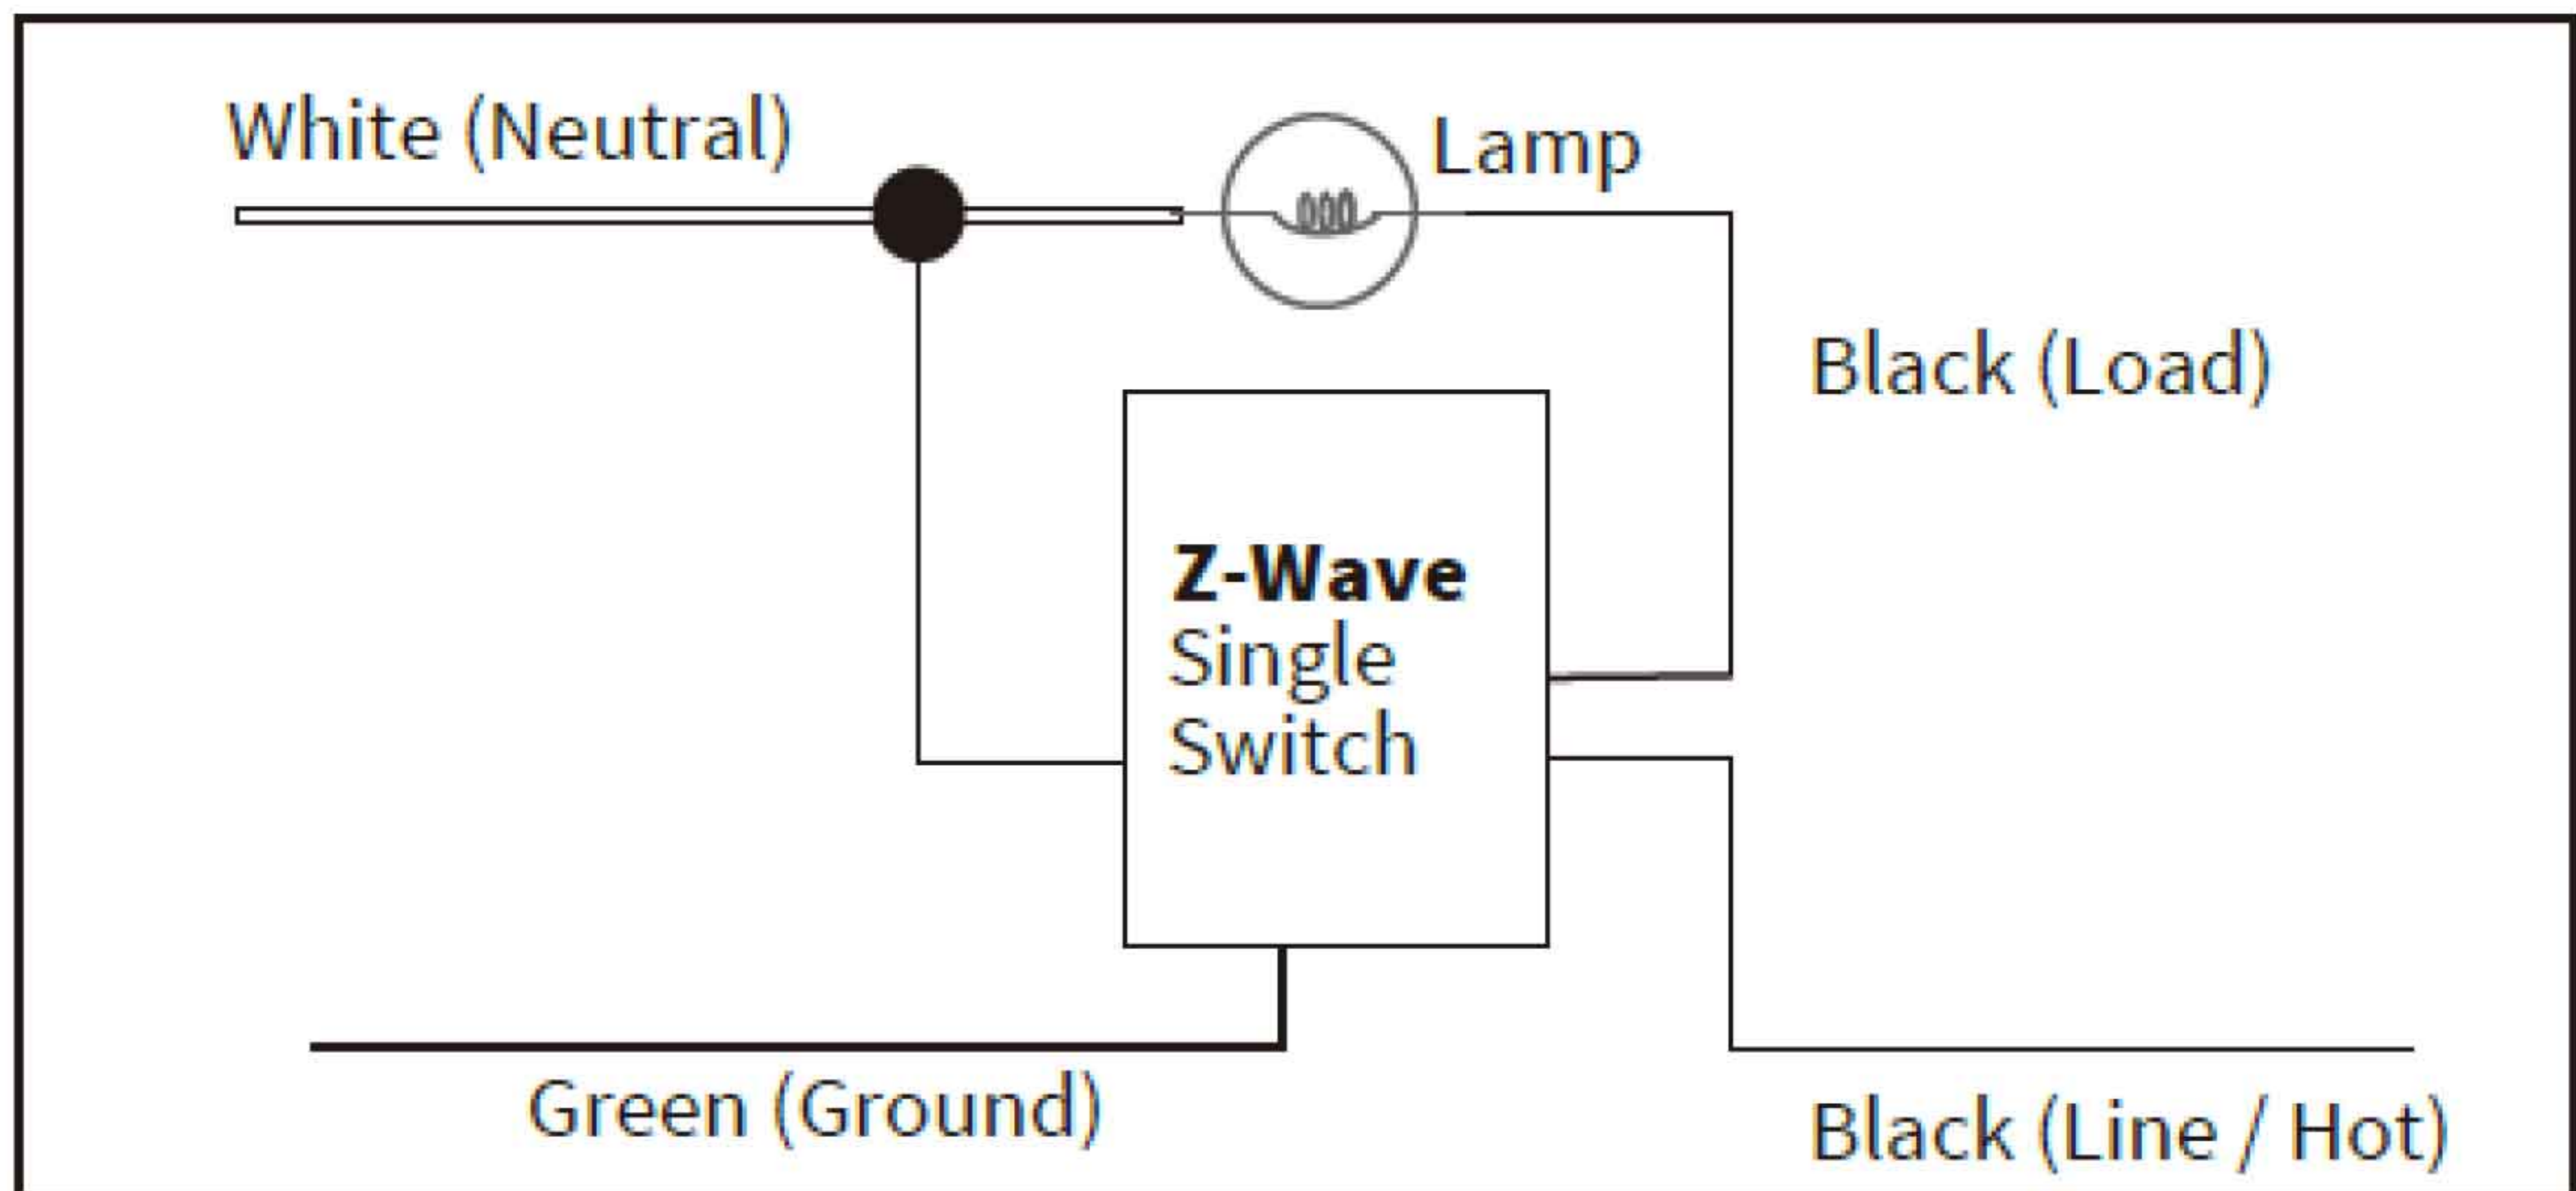 White (Neutral)
Lamp
Black (Load)
Z-Wave
Single
Switch
Green (Ground)
Black (Line / Hot)